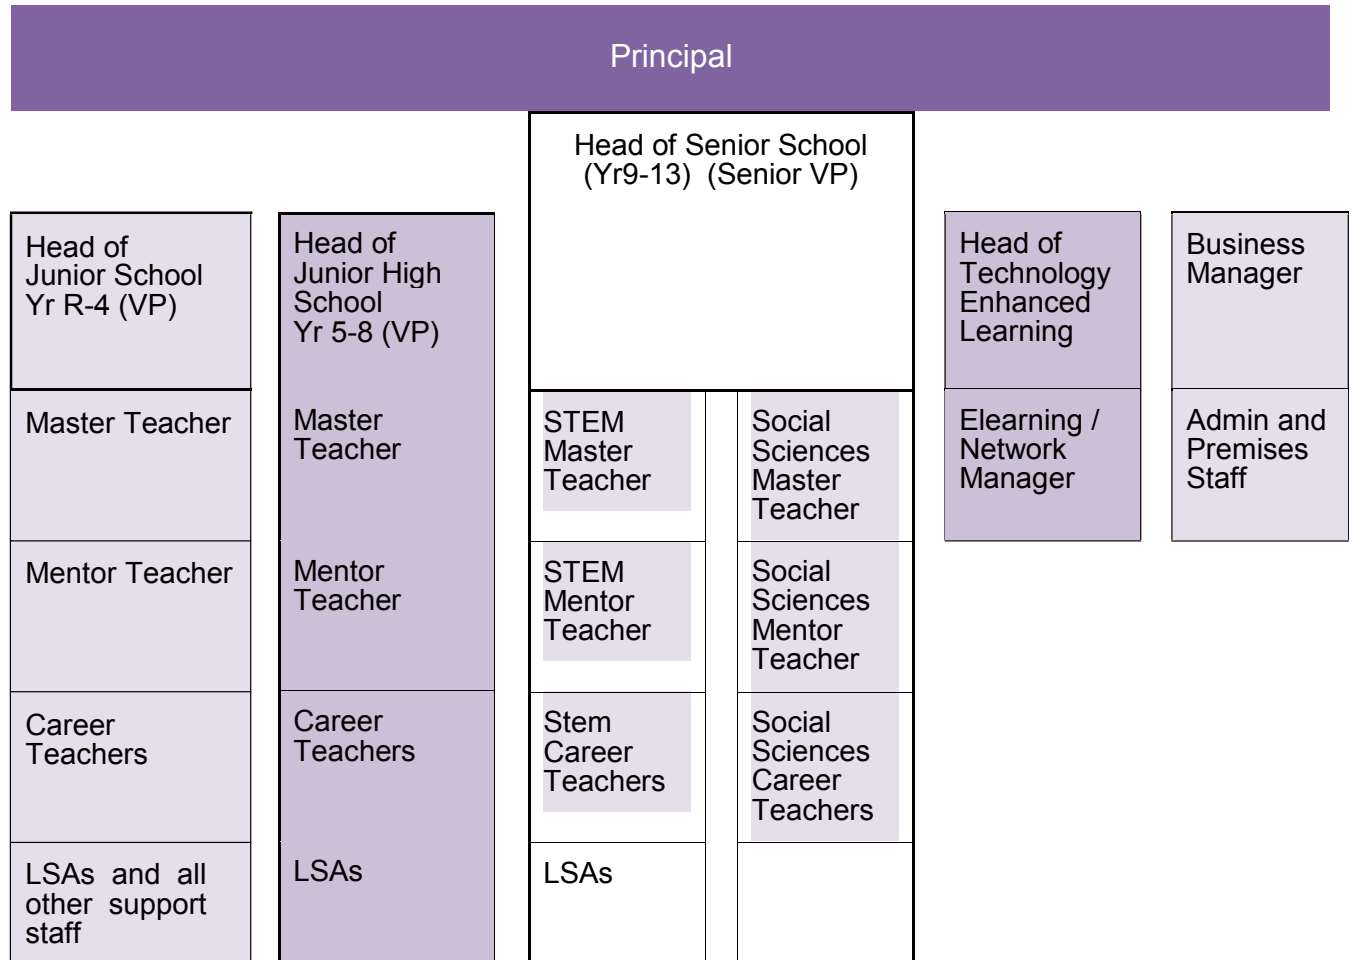 Principal
Head of Senior School
(Yr9-13) (Senior VP)
Head of
Junior School
Yr R-4 (VP)
Head of
Junior High
School
Yr 5-8 (VP)
Head of
Technology
Enhanced
Learning
Business
Manager
Master Teacher
Master
Teacher
STEM
Master
Teacher
Social
Sciences
Master
Teacher
Elearning /
Network
Manager
Admin and
Premises
Staff
Mentor Teacher
Mentor
Teacher
STEM
Mentor
Teacher
Social
Sciences
Mentor
Teacher
Career
Teachers
Career
Teachers
Stem
Career
Teachers
Social
Sciences
Career
Teachers
LSAs and all
other support
staff
LSAs
LSAs